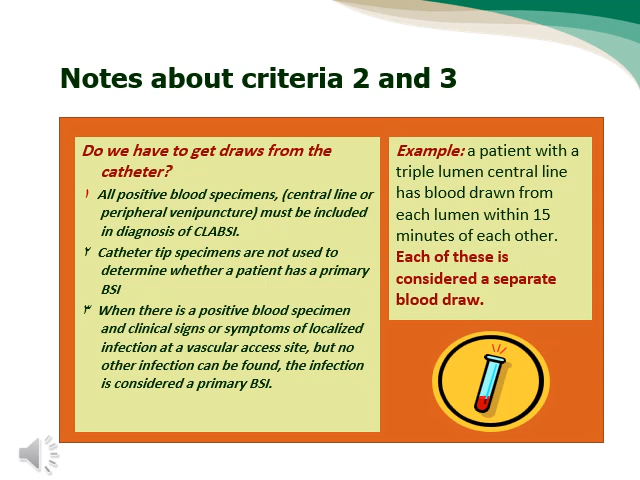 Notes about criteria 2 and 3
Do we have to get draws from the
catheter?
۱ All positive blood specimens, (central line or
peripheral venipuncture) must be included
in diagnosis of CLABSI.
۲ Catheter tip specimens are not used to
determine whether a patient has a primary
BSI
۳ When there is a positive blood specimen
and clinical signs or symptoms of localized
infection at a vascular access site, but no
other infection can be found, the infection
is considered a primary BSI.
Example: a patient with a
triple lumen central line
has blood drawn from
each lumen within 15
minutes of each other.
Each of these is
considered a separate
blood draw.